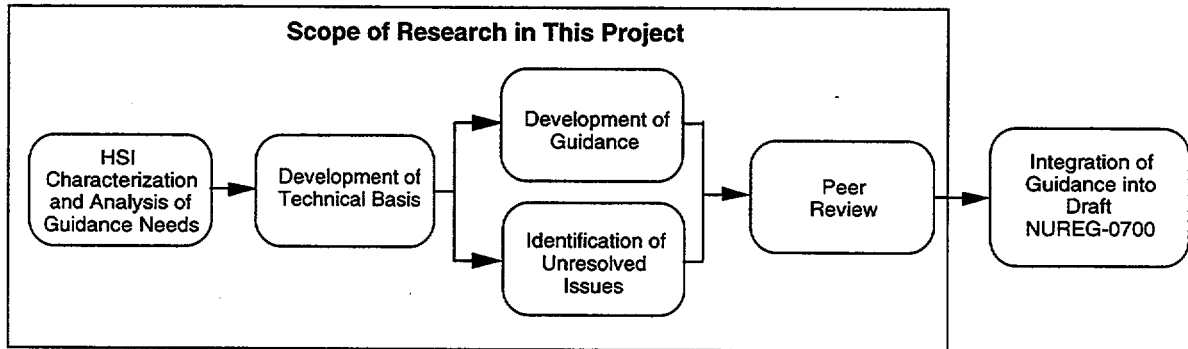 Scope of Research in This Project
HSI
Characterization
and Analysis of
Guidance Needs
Development of
Technical Basis
Development of
Guidance
Identification of
Unresolved
Issues
Peer
Review
Integration of
Guidance into
Draft
NUREG-0700